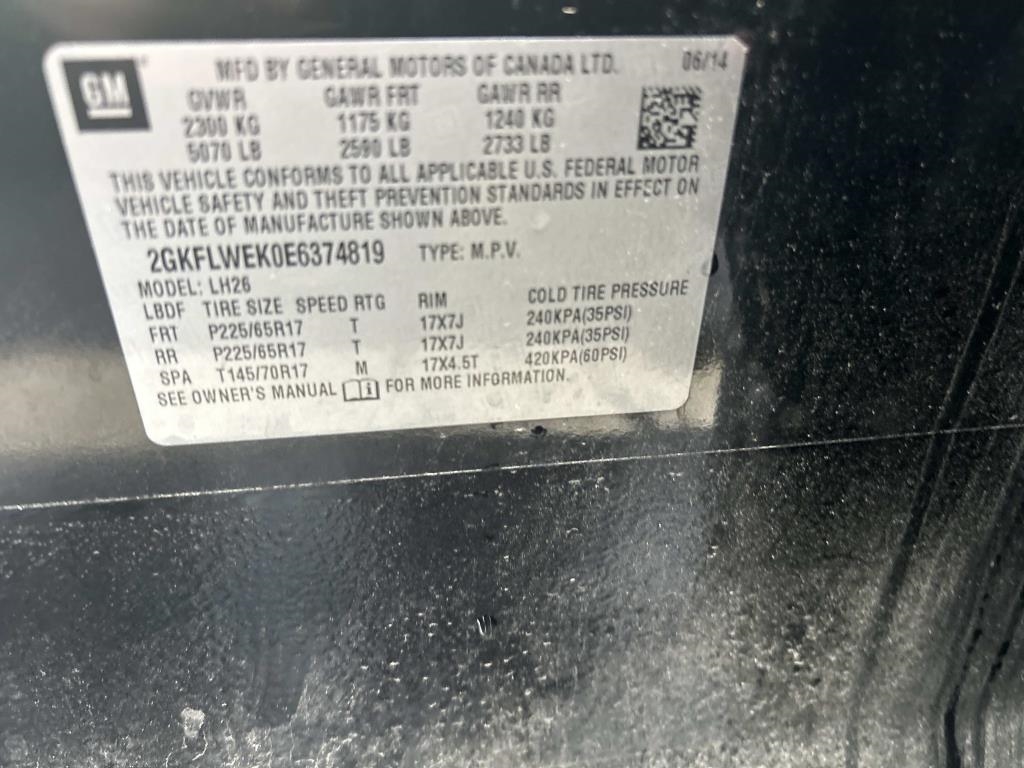 GM MFD BY GENERAL MOTORS OF CANADA LTD. 06/14
GVWR GAWR FRT GAWR RR
2300 KG 1175 KG 1240 KG
5070 LB 2590 LB 2733 LB
THIS VEHICLE CONFORMS TO ALL APPLICABLE U.S. FEDERAL MOTOR
VEHICLE SAFETY AND THEFT PREVENTION STANDARDS IN EFFECT ON
THE DATE OF MANUFACTURE SHOWN ABOVE.
2GKFLWEK0E6374819 TYPE: M.P.V.
MODEL: LH26
LBDF TIRE SIZE SPEED RTG RIM COLD TIRE PRESSURE
FRT P225/65R17 T 17X7J 240KPA(35PSI)
RR P225/65R17 T 17X7J 240KPA(35PSI)
SPA T145/70R17 M 17X4.5T 420KPA(60PSI)
SEE OWNER'S MANUAL FOR MORE INFORMATION.